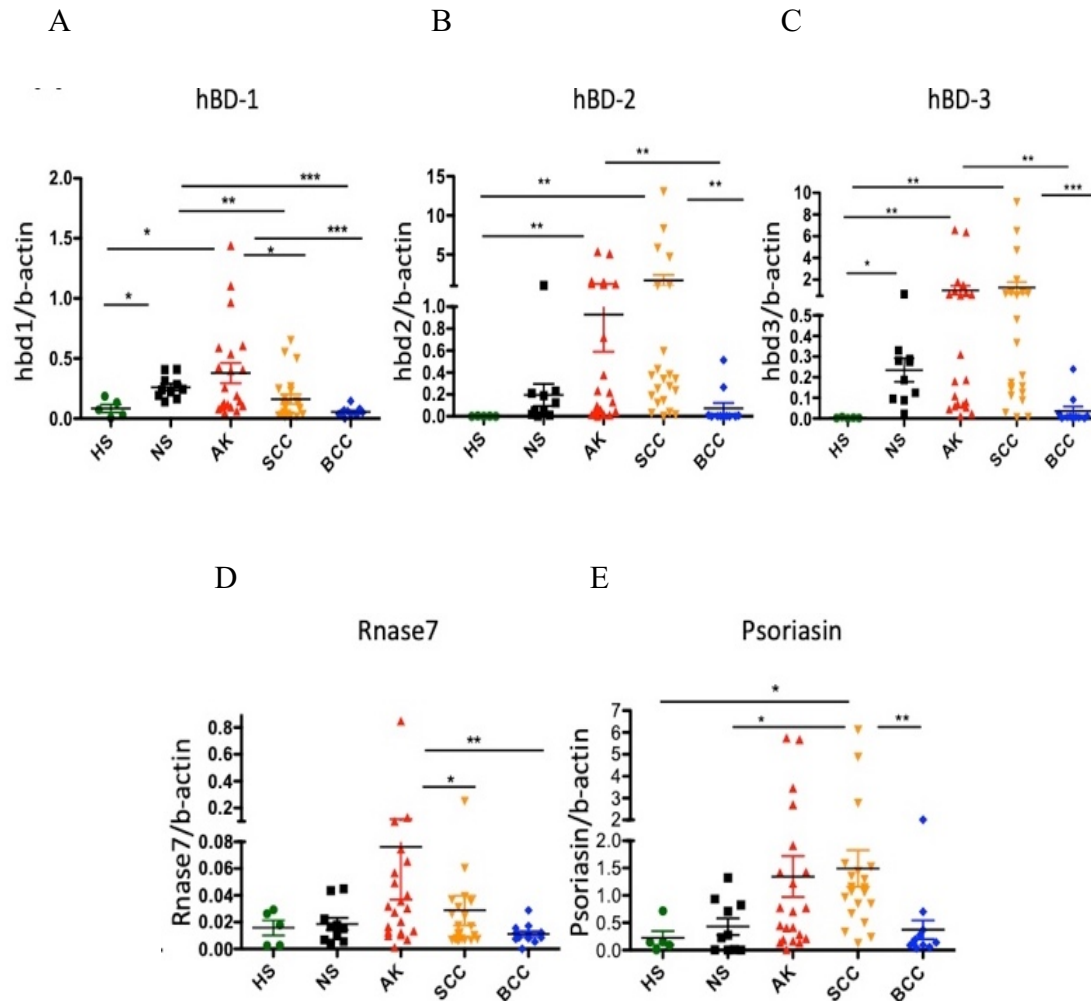 A
B
C
hBD-1
hBD-2
hBD-3
hbd1/b-actin
2.0
1.5
1.0
0.5
0.0
***
**
***
*
*
*
HS
NS
AK
SCC
BCC
hbd2/b-actin
15
10
5
1.0
0.8
0.6
0.4
0.2
0.0
**
**
**
**
HS
NS
AK
SCC
BCC
hbd3/b-actin
10
8
6
4
2
0.5
0.4
0.3
0.2
0.1
0.0
**
**
***
**
*
HS
NS
AK
SCC
BCC
D
E
Rnase7
Psoriasin
Rnase7/b-actin
0.8
0.6
0.4
0.2
0.08
0.06
0.04
0.02
0.00
**
*
HS
NS
AK
SCC
BCC
Psoriasin/b-actin
7
6
5
4
3
2
2.0
1.5
1.0
0.5
0.0
*
*
**
HS
NS
AK
SCC
BCC